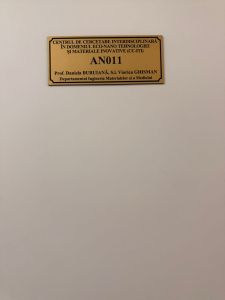 CENTRUL DE CERCETARE INTERDISCIPLINARĂ
ÎN DOMENIUL ECO-NANO TEHNOLOGIEI
ȘI MATERIALE INOVATIVE (CC-ITI)
AN011
Prof. Daniela BURUIANĂ, S.l. Viorica GHISMAN
Departamentul Ingineria Materialelor și a Mediului